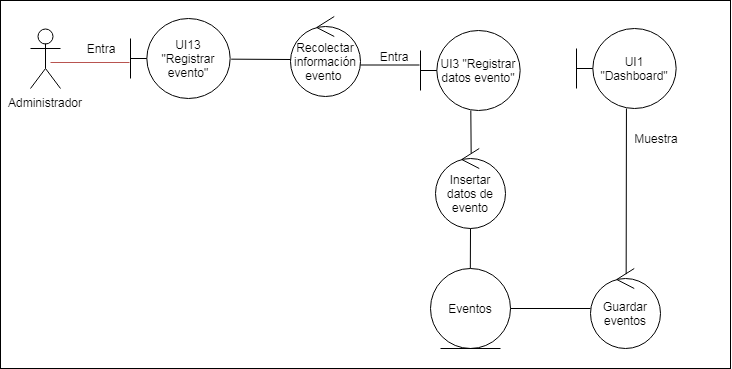 Entra
Administrador
UI13
"Registrar
evento"
Recolectar
información
evento
Entra
UI3 "Registrar
datos evento"
UI1
"Dashboard"
Muestra
Insertar
datos de
evento
Eventos
Guardar
eventos